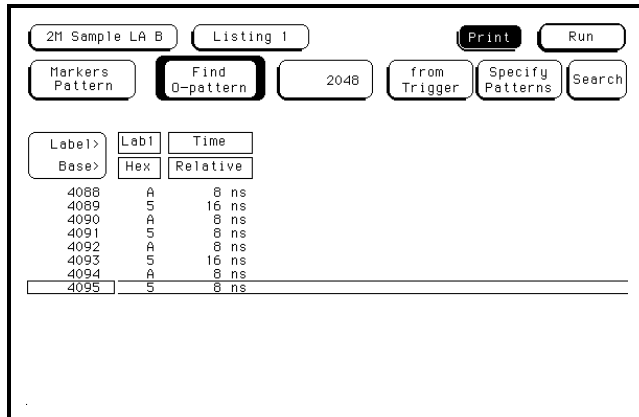 2M Sample LA B Listing 1 Print Run
Markers Pattern Find O-pattern 2048 from Trigger Specify Patterns Search
Label> Lab1 Time
Base> Hex Relative
4088 A 8 ns
4089 5 16 ns
4090 A 8 ns
4091 5 8 ns
4092 A 8 ns
4093 5 16 ns
4094 A 8 ns
4095 5 8 ns